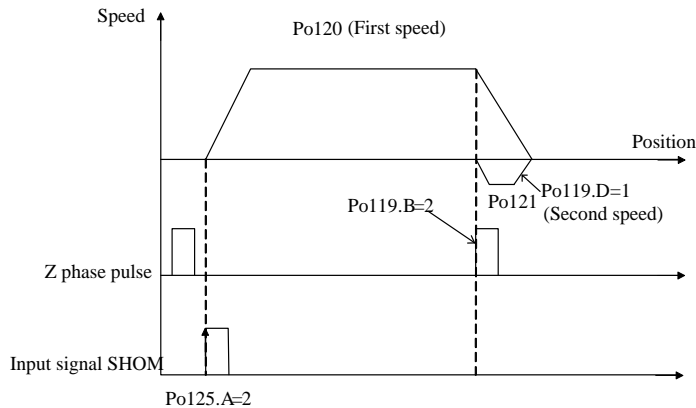 Speed
Po120 (First speed)
Position
Po119.D=1
Po121
(Second speed)
Po119.B=2
Z phase pulse
Input signal SHOM
Po125.A=2